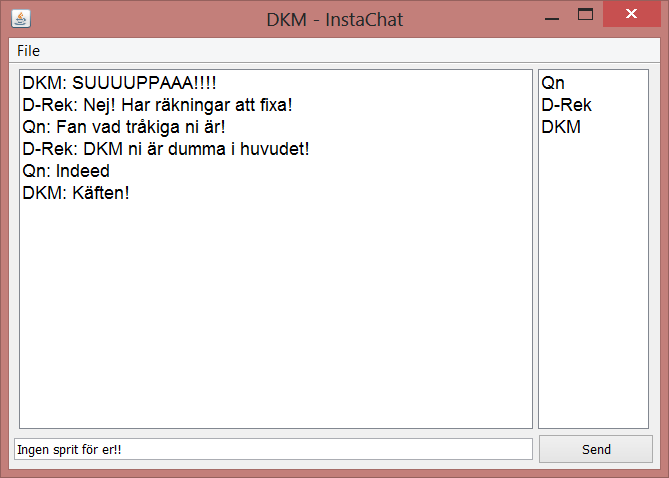 DKM - InstaChat
File
DKM: SUUUUPPAAA!!!!
D-Rek: Nej! Har räkningar att fixa!
Qn: Fan vad tråkiga ni är!
D-Rek: DKM ni är dumma i huvudet!
Qn: Indeed
DKM: Käften!
Qn
D-Rek
DKM
Ingen sprit för er!!
Send